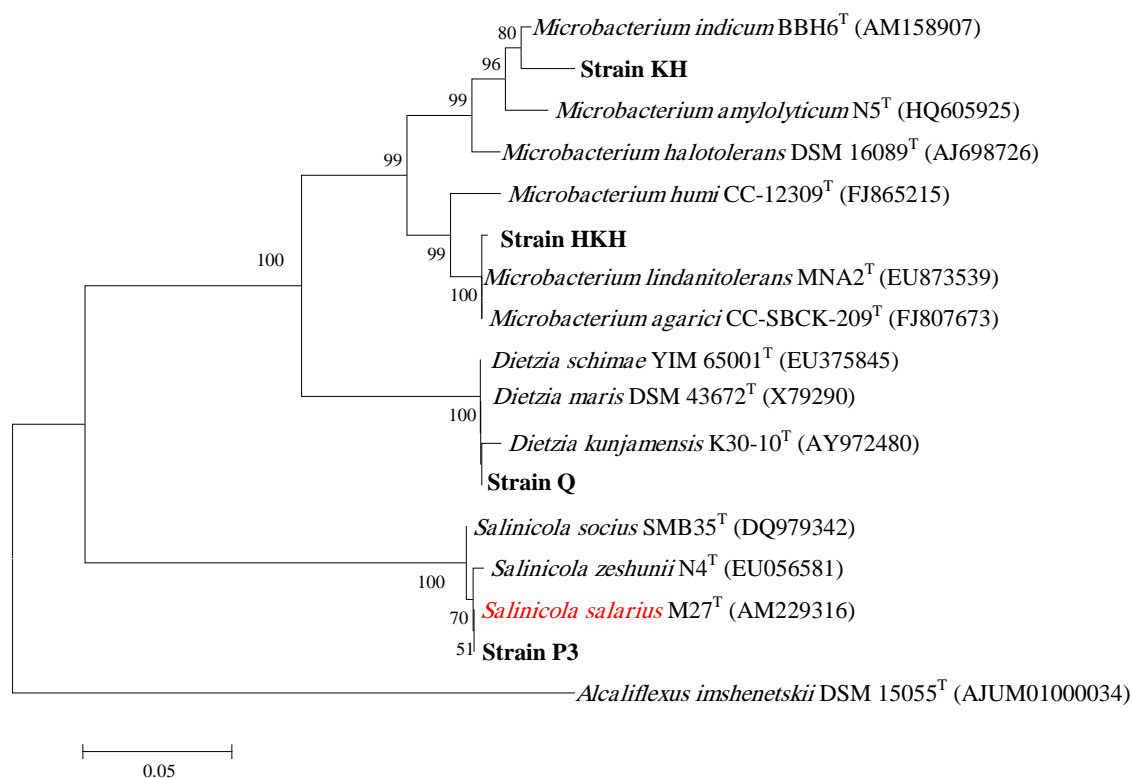 Microbacterium indicum BBH6T (AM158907)
80
Strain KH
96
Microbacterium amylolyticum N5T (HQ605925)
99
Microbacterium halotolerans DSM 16089T (AJ698726)
99
Microbacterium humi CC-12309T (FJ865215)
Strain HKH
99
100
Microbacterium lindanitolerans MNA2T (EU873539)
100
Microbacterium agarici CC-SBCK-209T (FJ807673)
Dietzia schimae YIM 65001T (EU375845)
Dietzia maris DSM 43672T (X79290)
100
Dietzia kunjamensis K30-10T (AY972480)
Strain Q
Salinicola socius SMB35T (DQ979342)
Salinicola zeshunii N4T (EU056581)
100
Salinicola salarius M27T (AM229316)
70
51
Strain P3
Alcaliflexus imshenetskii DSM 15055T (AJUM01000034)
0.05